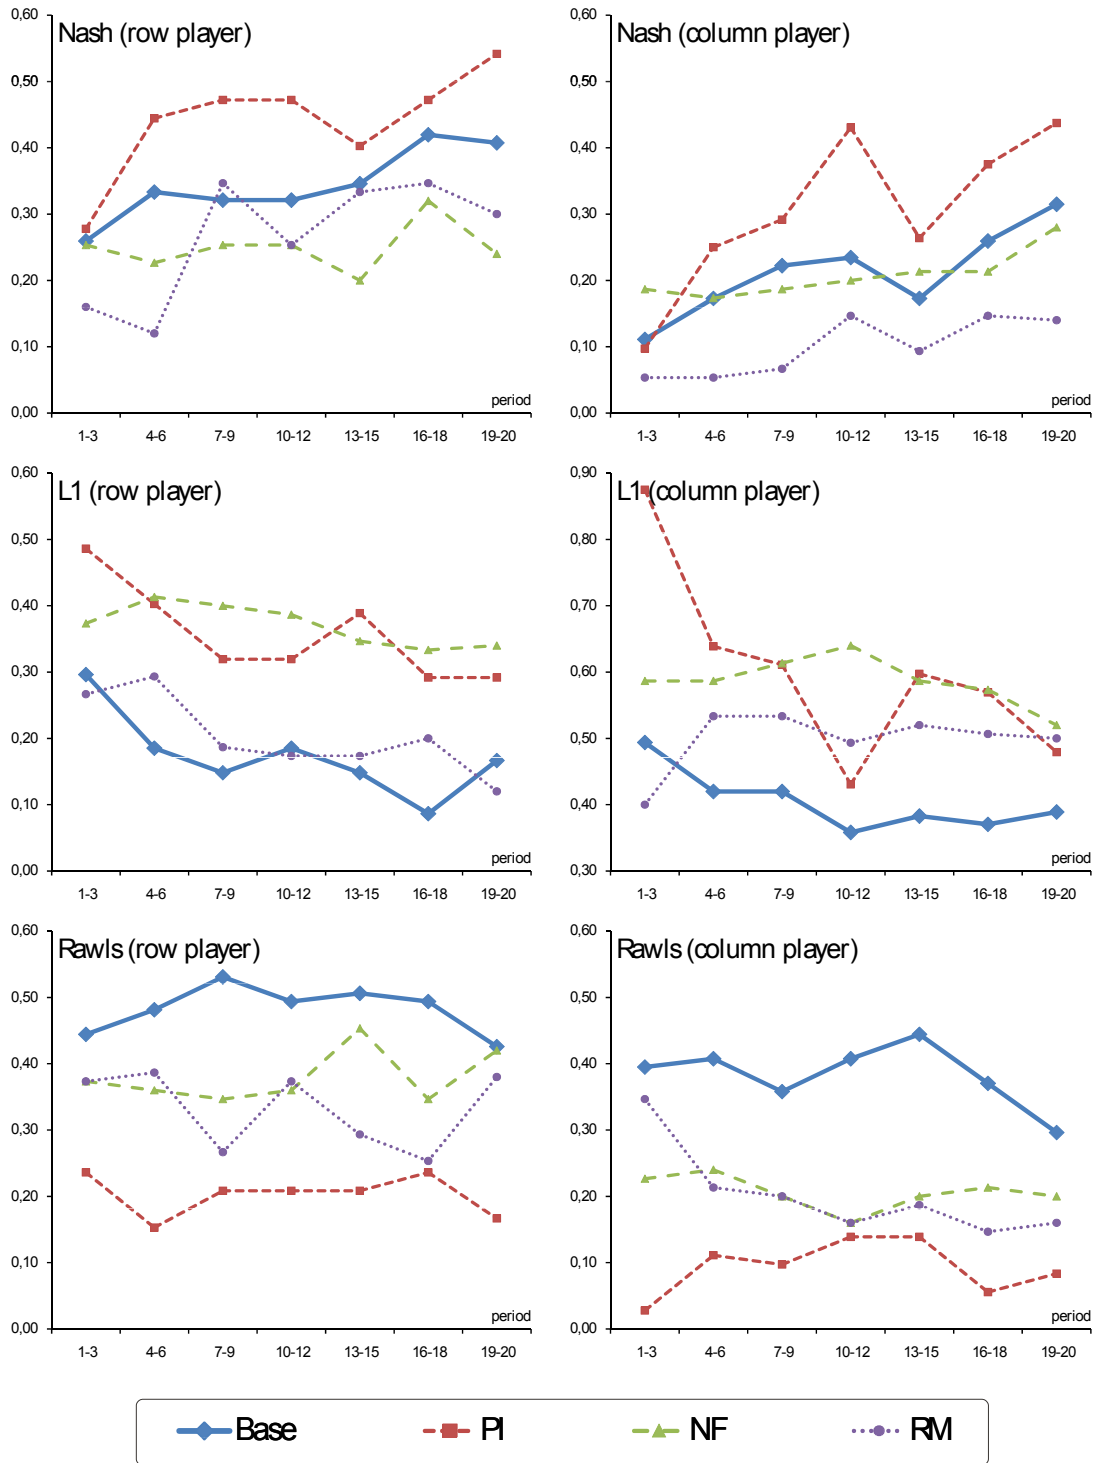 Nash (row player)
0,60
0,50
0,40
0,30
0,20
0,10
0,00
period
1-3 4-6 7-9 10-12 13-15 16-18 19-20
Nash (column player)
0,60
0,50
0,40
0,30
0,20
0,10
0,00
period
1-3 4-6 7-9 10-12 13-15 16-18 19-20
L1 (row player)
0,60
0,50
0,40
0,30
0,20
0,10
0,00
period
1-3 4-6 7-9 10-12 13-15 16-18 19-20
L1 (column player)
0,90
0,80
0,70
0,60
0,50
0,40
0,30
period
1-3 4-6 7-9 10-12 13-15 16-18 19-20
Rawls (row player)
0,60
0,50
0,40
0,30
0,20
0,10
0,00
period
1-3 4-6 7-9 10-12 13-15 16-18 19-20
Rawls (column player)
0,60
0,50
0,40
0,30
0,20
0,10
0,00
period
1-3 4-6 7-9 10-12 13-15 16-18 19-20
Base PI NF RM